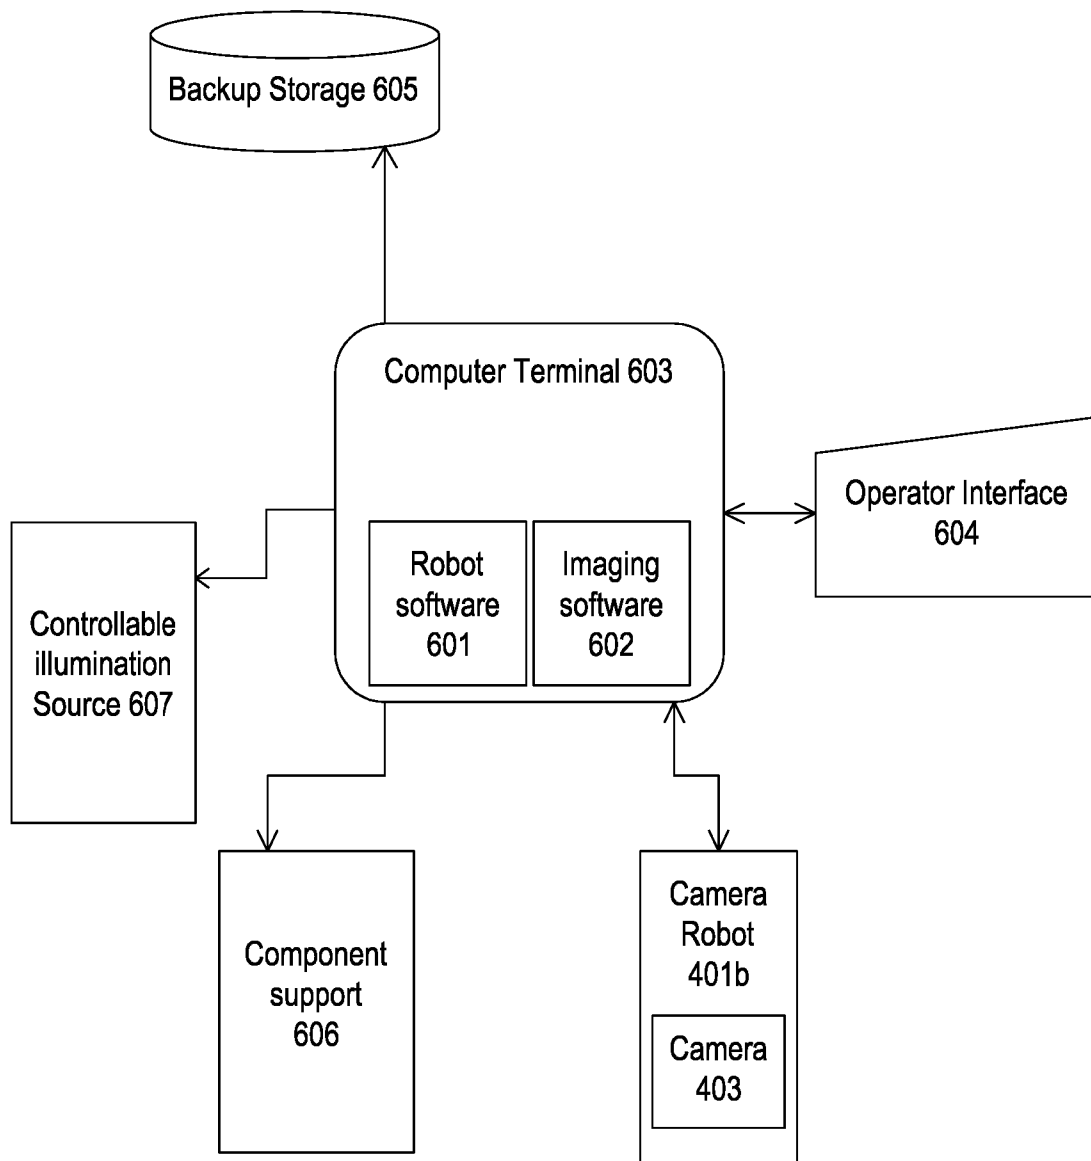 Backup Storage 605
Computer Terminal 603
Operator Interface
604
Robot
software
601
Imaging
software
602
Controllable
illumination
Source 607
Component
support
606
Camera
Robot
401b
Camera
403